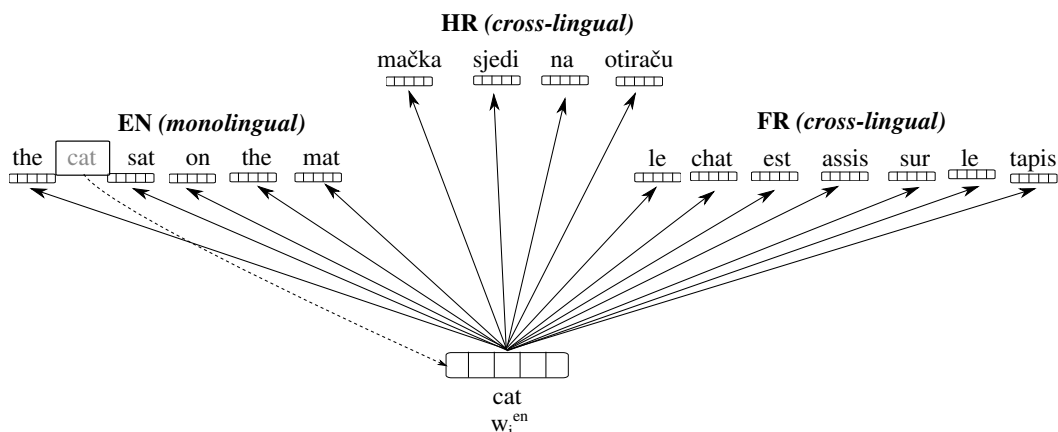 HR (cross-lingual)
mačka sjedi na otiraču
EN (monolingual)
the cat sat on the mat
FR (cross-lingual)
le chat est assis sur le tapis
cat
w_i^en